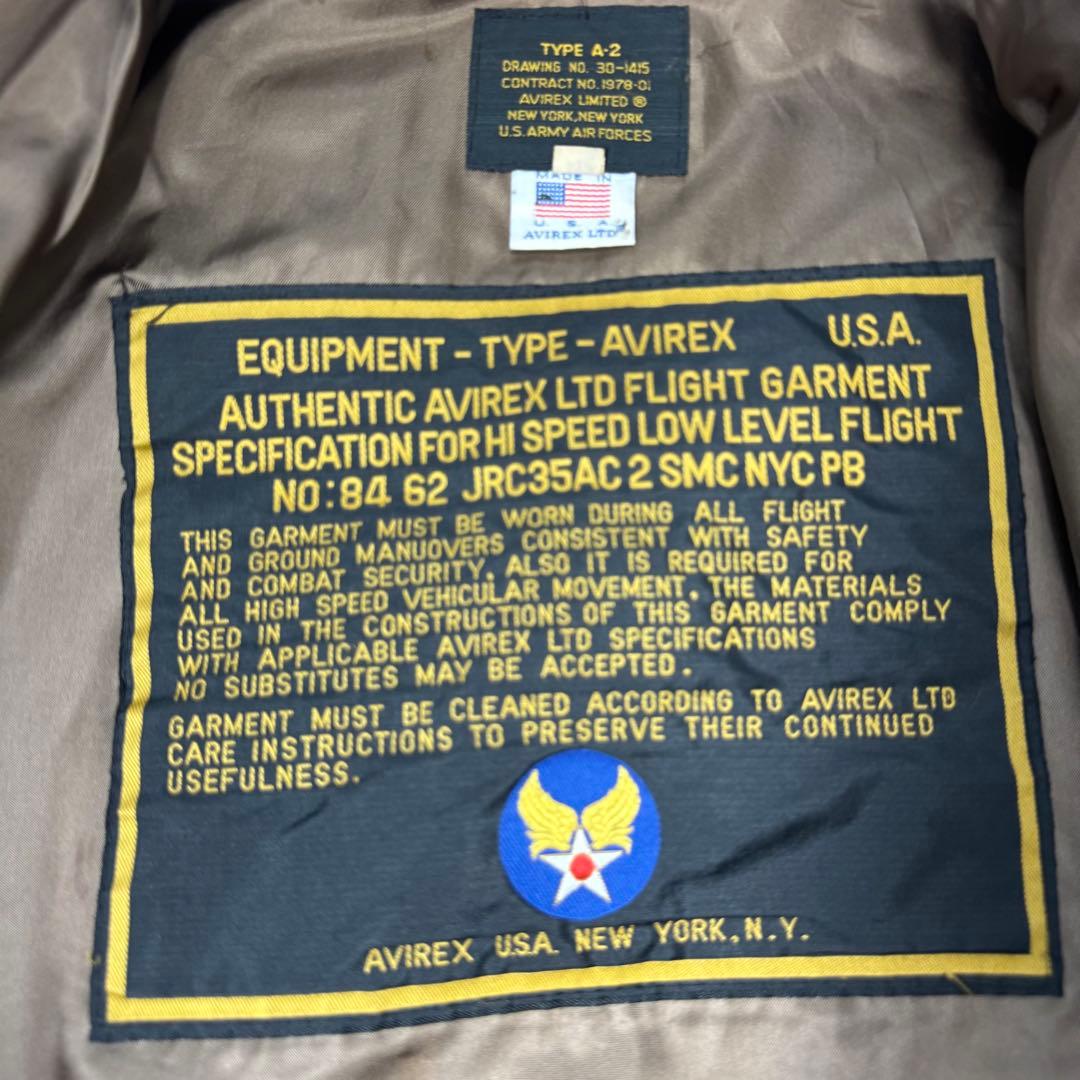 TYPE A-2
DRAWING NO. 30-1415
CONTRACT NO. 1978-01
AVIREX LIMITED ®
NEW YORK, NEW YORK
U.S. ARMY AIR FORCES
MADE IN
U. S. A.
AVIREX LTD
EQUIPMENT - TYPE - AVIREX U.S.A.
AUTHENTIC AVIREX LTD FLIGHT GARMENT
SPECIFICATION FOR HI SPEED LOW LEVEL FLIGHT
NO:84 62 JRC35AC 2 SMC NYC PB
THIS GARMENT MUST BE WORN DURING ALL FLIGHT
AND GROUND MANUOVERS CONSISTENT WITH SAFETY
AND COMBAT SECURITY. ALSO IT IS REQUIRED FOR
ALL HIGH SPEED VEHICULAR MOVEMENT. THE MATERIALS
USED IN THE CONSTRUCTIONS OF THIS GARMENT COMPLY
WITH APPLICABLE AVIREX LTD SPECIFICATIONS
NO SUBSTITUTES MAY BE ACCEPTED.
GARMENT MUST BE CLEANED ACCORDING TO AVIREX LTD
CARE INSTRUCTIONS TO PRESERVE THEIR CONTINUED
USEFULNESS.
AVIREX U.S.A. NEW YORK, N.Y.